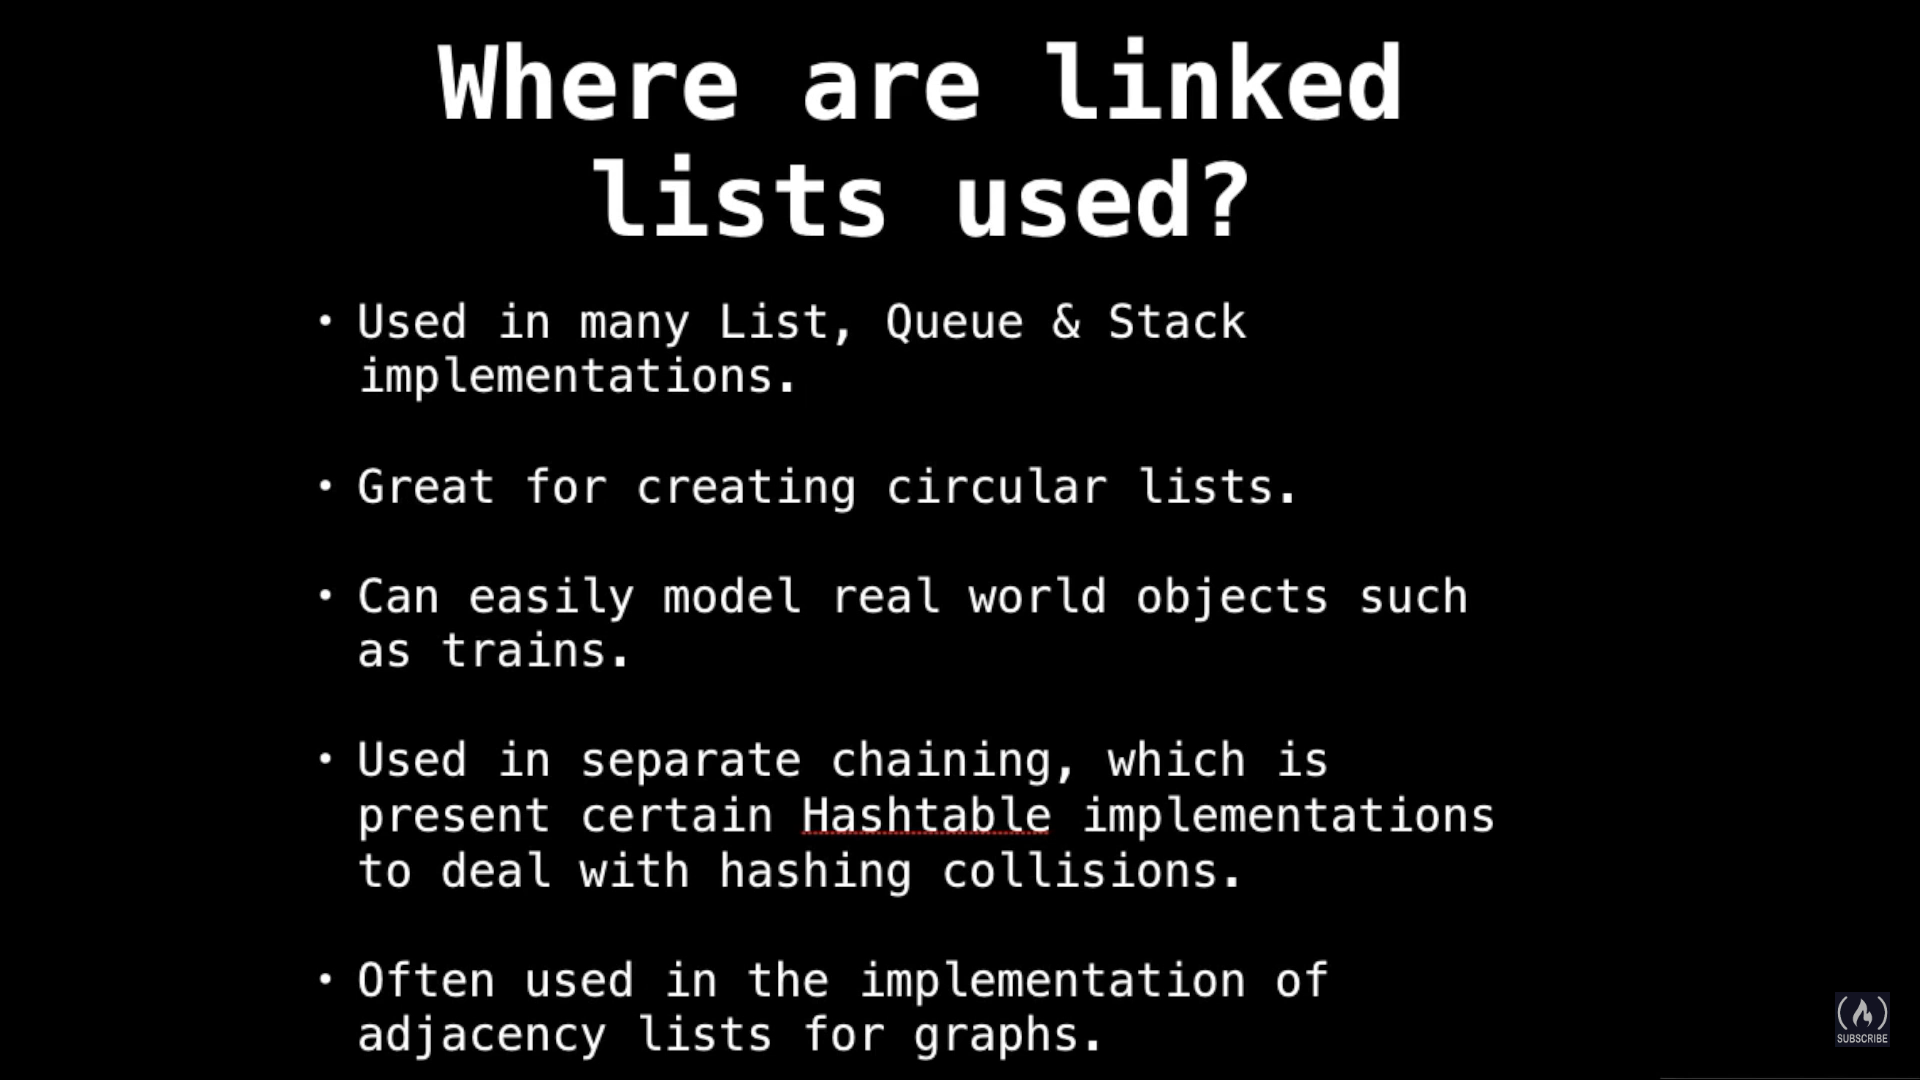 Where are linked
lists used?
• Used in many List, Queue & Stack
implementations.
• Great for creating circular lists.
• Can easily model real world objects such
as trains.
• Used in separate chaining, which is
present certain Hashtable implementations
to deal with hashing collisions.
• Often used in the implementation of
adjacency lists for graphs.
SUBSCRIBE